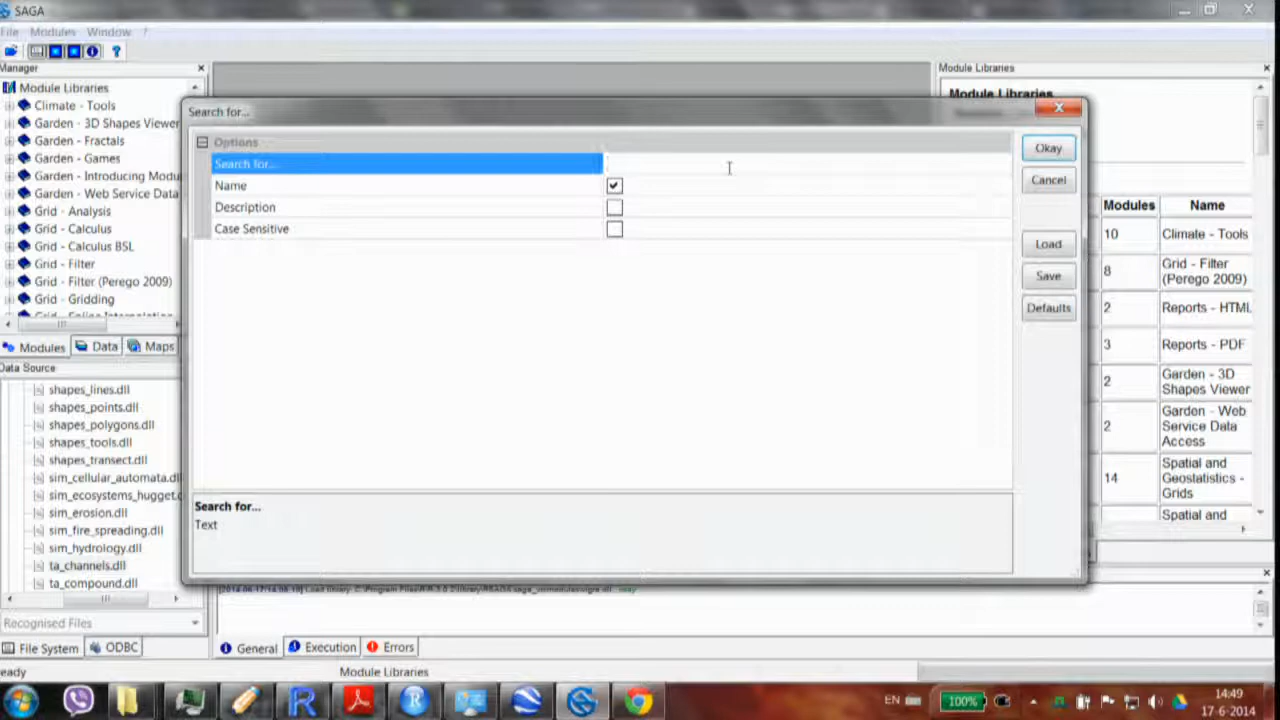 SAGA
File Modules Window ?
Manager
Module Libraries
Climate - Tools
Garden - 3D Shapes Viewer
Garden - Fractals
Garden - Games
Garden - Introducing Modu
Garden - Web Service Data
Grid - Analysis
Grid - Calculus
Grid - Calculus BSL
Grid - Filter
Grid - Filter (Perego 2009)
Grid - Gridding
Grid - Spline Interpolation
Modules Data Maps
Data Source
shapes_lines.dll
shapes_points.dll
shapes_polygons.dll
shapes_tools.dll
shapes_transect.dll
sim_cellular_automata.dll
sim_ecosystems_hugget.
sim_erosion.dll
sim_fire_spreading.dll
sim_hydrology.dll
ta_channels.dll
ta_compound.dll
Recognised Files
File System ODBC
eady
Search for...
Options
Search for...
Name
Description
Case Sensitive
Search for...
Text
Okay
Cancel
Load
Save
Defaults
Module Libraries
Module Libraries
Modules Name
10 Climate - Tools
8 Grid - Filter
(Perego 2009)
2 Reports - HTML
3 Reports - PDF
2 Garden - 3D
Shapes Viewer
2 Garden - Web
Service Data
Access
14 Spatial and
Geostatistics -
Grids
Spatial and
General Execution Errors
Module Libraries
EN 100% 14:49
17-6-2014